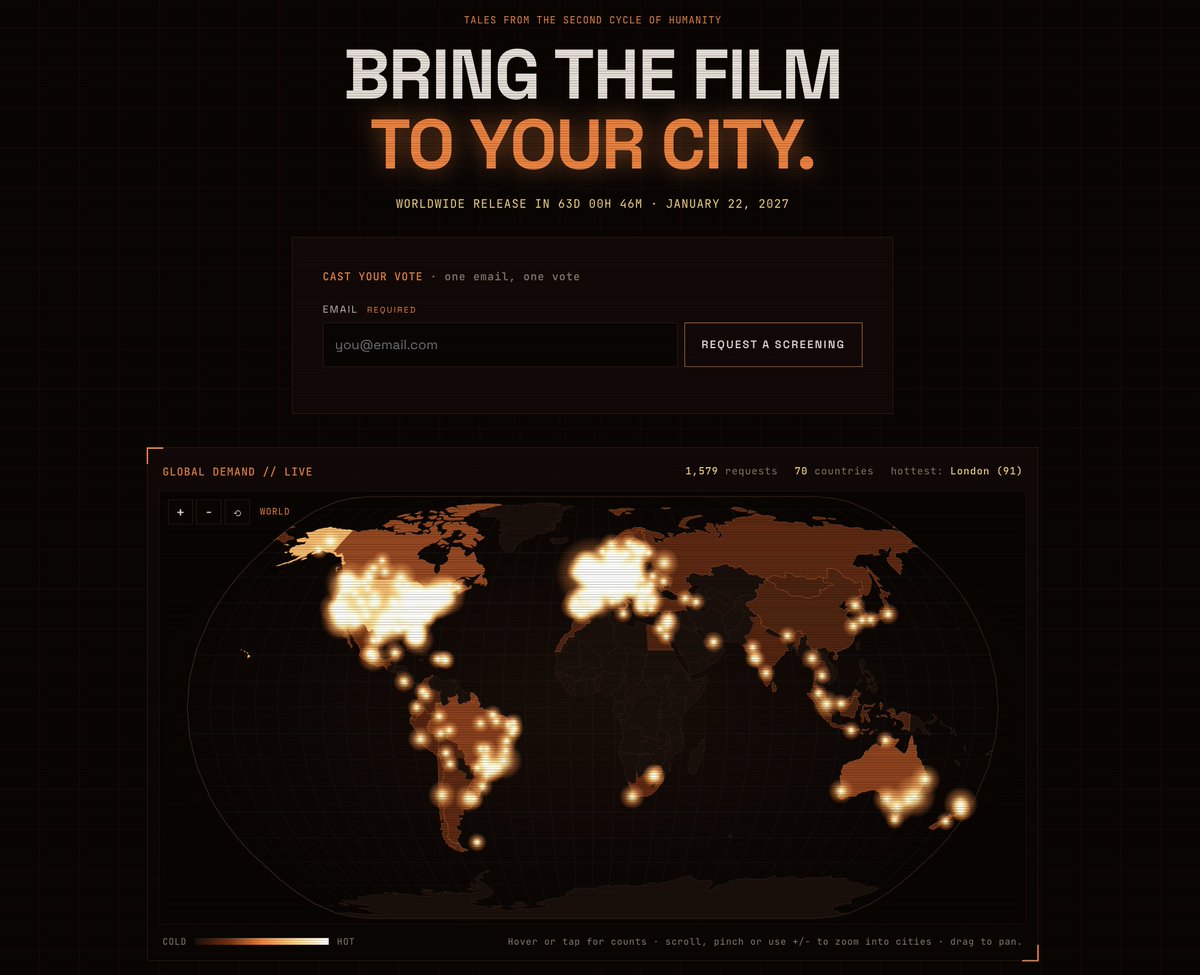 TALES FROM THE SECOND CYCLE OF HUMANITY
BRING THE FILM
TO YOUR CITY.
WORLDWIDE RELEASE IN 63D 00H 46M · JANUARY 22, 2027
CAST YOUR VOTE · one email, one vote
EMAIL REQUIRED
you@email.com
REQUEST A SCREENING
GLOBAL DEMAND // LIVE
1,579 requests 70 countries hottest: London (91)
+ - ⟲ WORLD
COLD HOT
Hover or tap for counts · scroll, pinch or use +/- to zoom into cities · drag to pan.